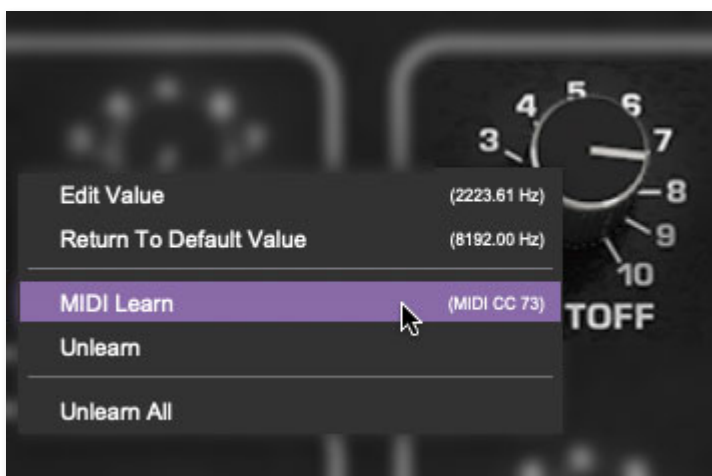 4 5 6
3 7
8
9
10
TOFF
Edit Value (2223.61 Hz)
Return To Default Value (8192.00 Hz)
MIDI Learn (MIDI CC 73)
Unlearn
Unlearn All